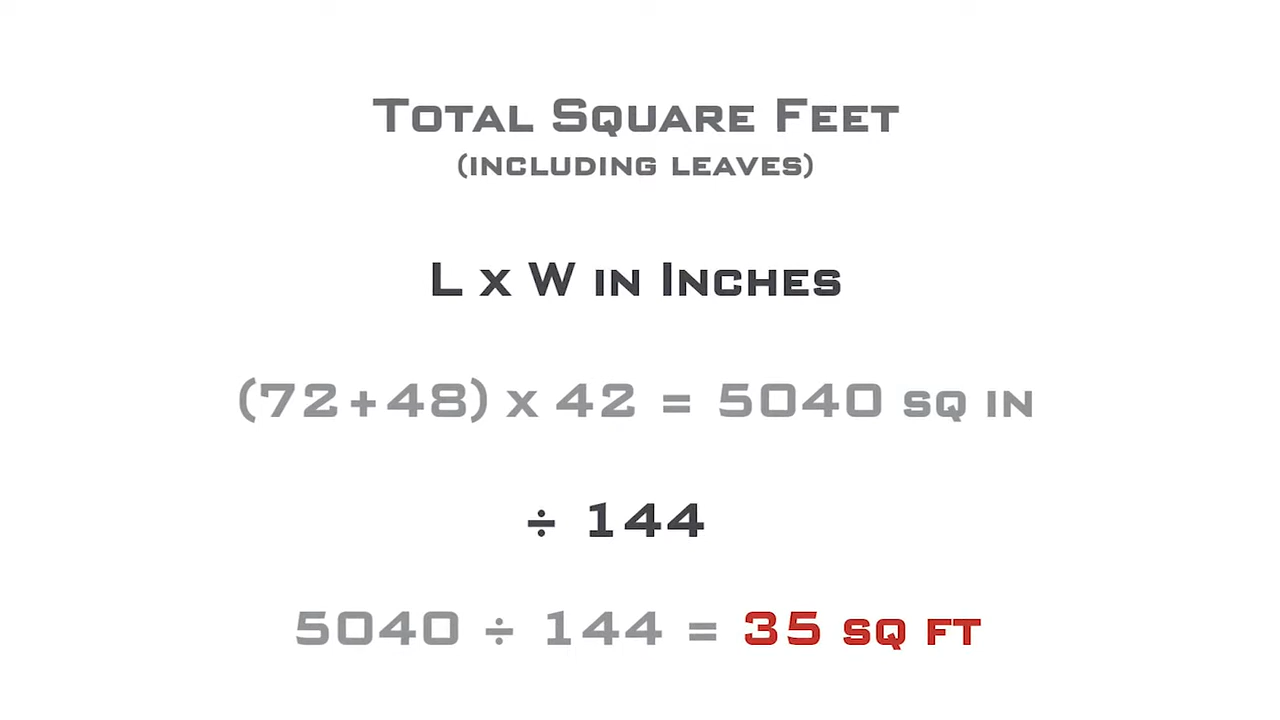 Total Square Feet
(including leaves)
L x W in Inches
(72+48) x 42 = 5040 sq in
÷ 144
5040 ÷ 144 = 35 sq ft